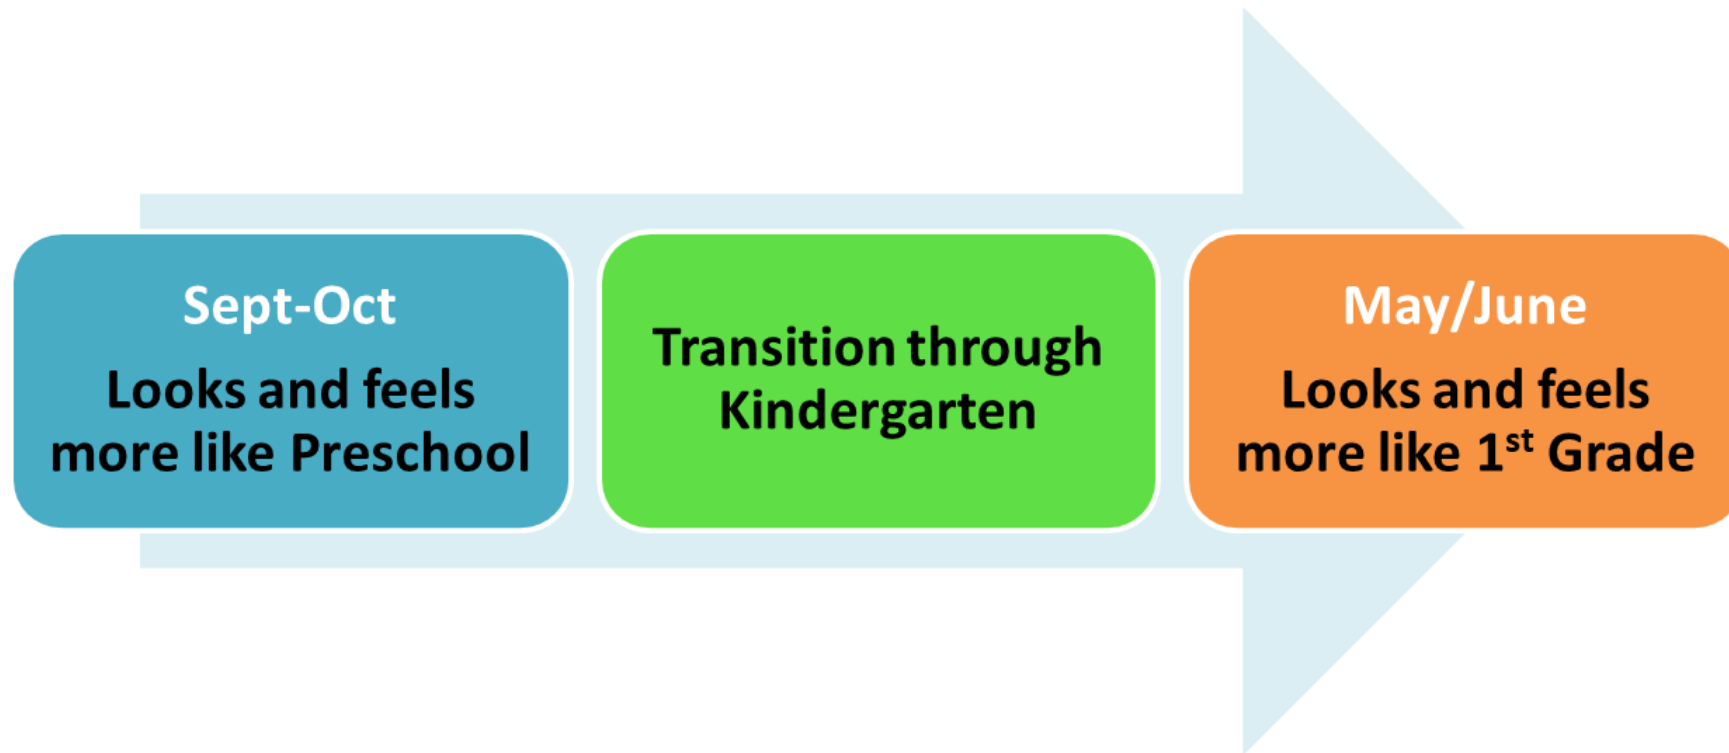 Sept-Oct
Looks and feels
more like Preschool
Transition through
Kindergarten
May/June
Looks and feels
more like 1st Grade